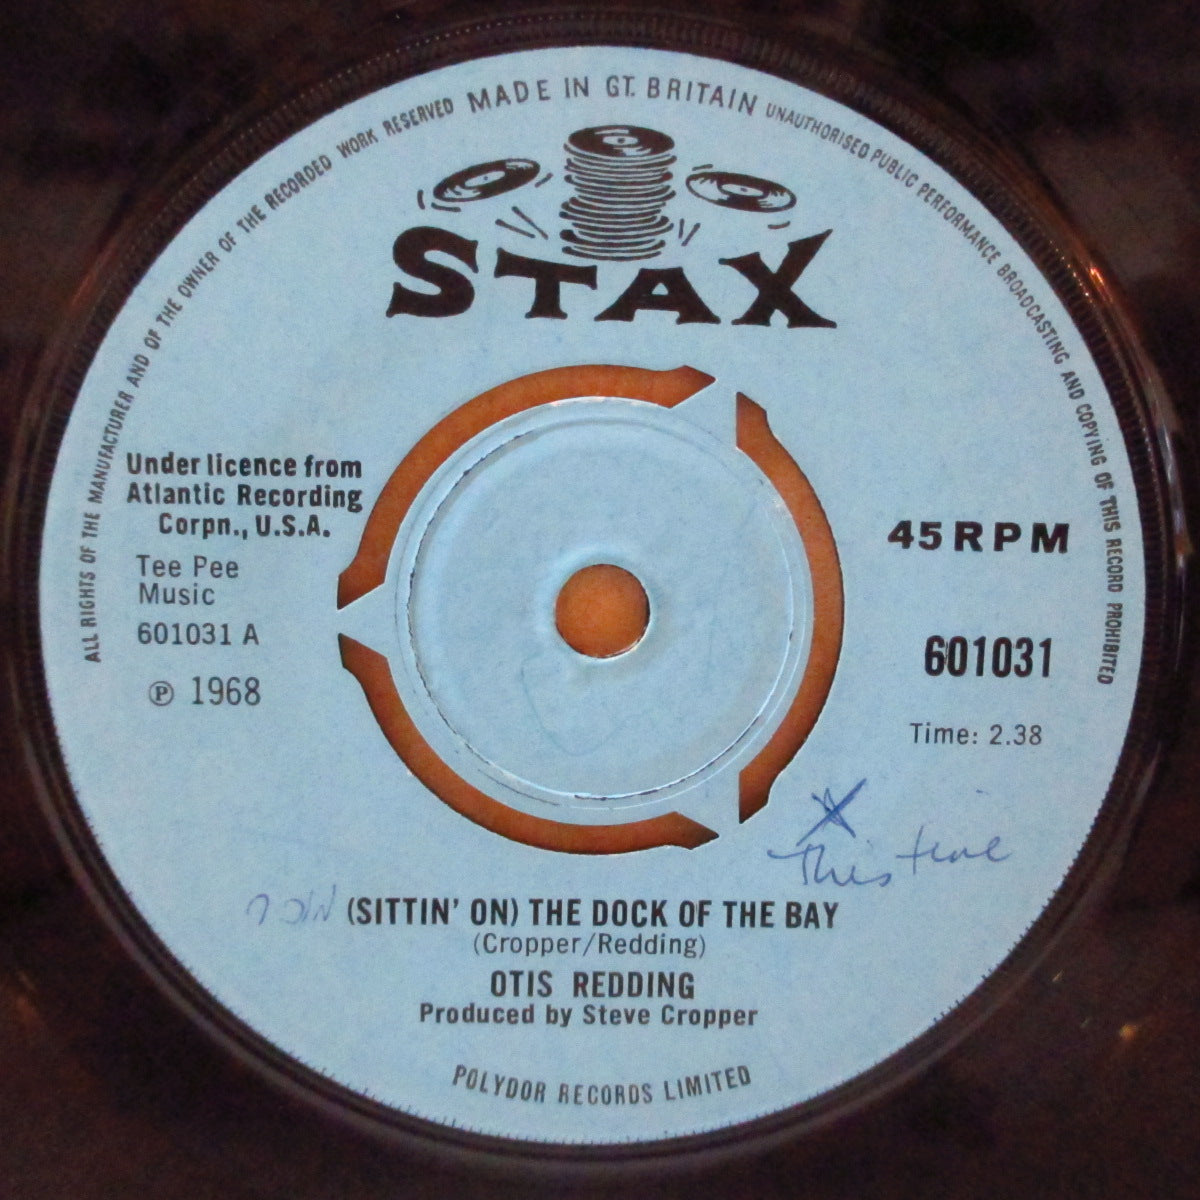 ALL RIGHTS OF THE MANUFACTURER AND OF THE OWNER OF THE RECORDED WORK RESERVED MADE IN GT. BRITAIN UNAUTHORISED PUBLIC PERFORMANCE BROADCASTING AND COPYING OF THIS RECORD PROHIBITED
STAX
Under licence from
Atlantic Recording
Corpn., U.S.A.
Tee Pee
Music
601031 A
℗ 1968
45 RPM
601031
Time: 2.38
This time
(SITTIN' ON) THE DOCK OF THE BAY
(Cropper/Redding)
OTIS REDDING
Produced by Steve Cropper
POLYDOR RECORDS LIMITED